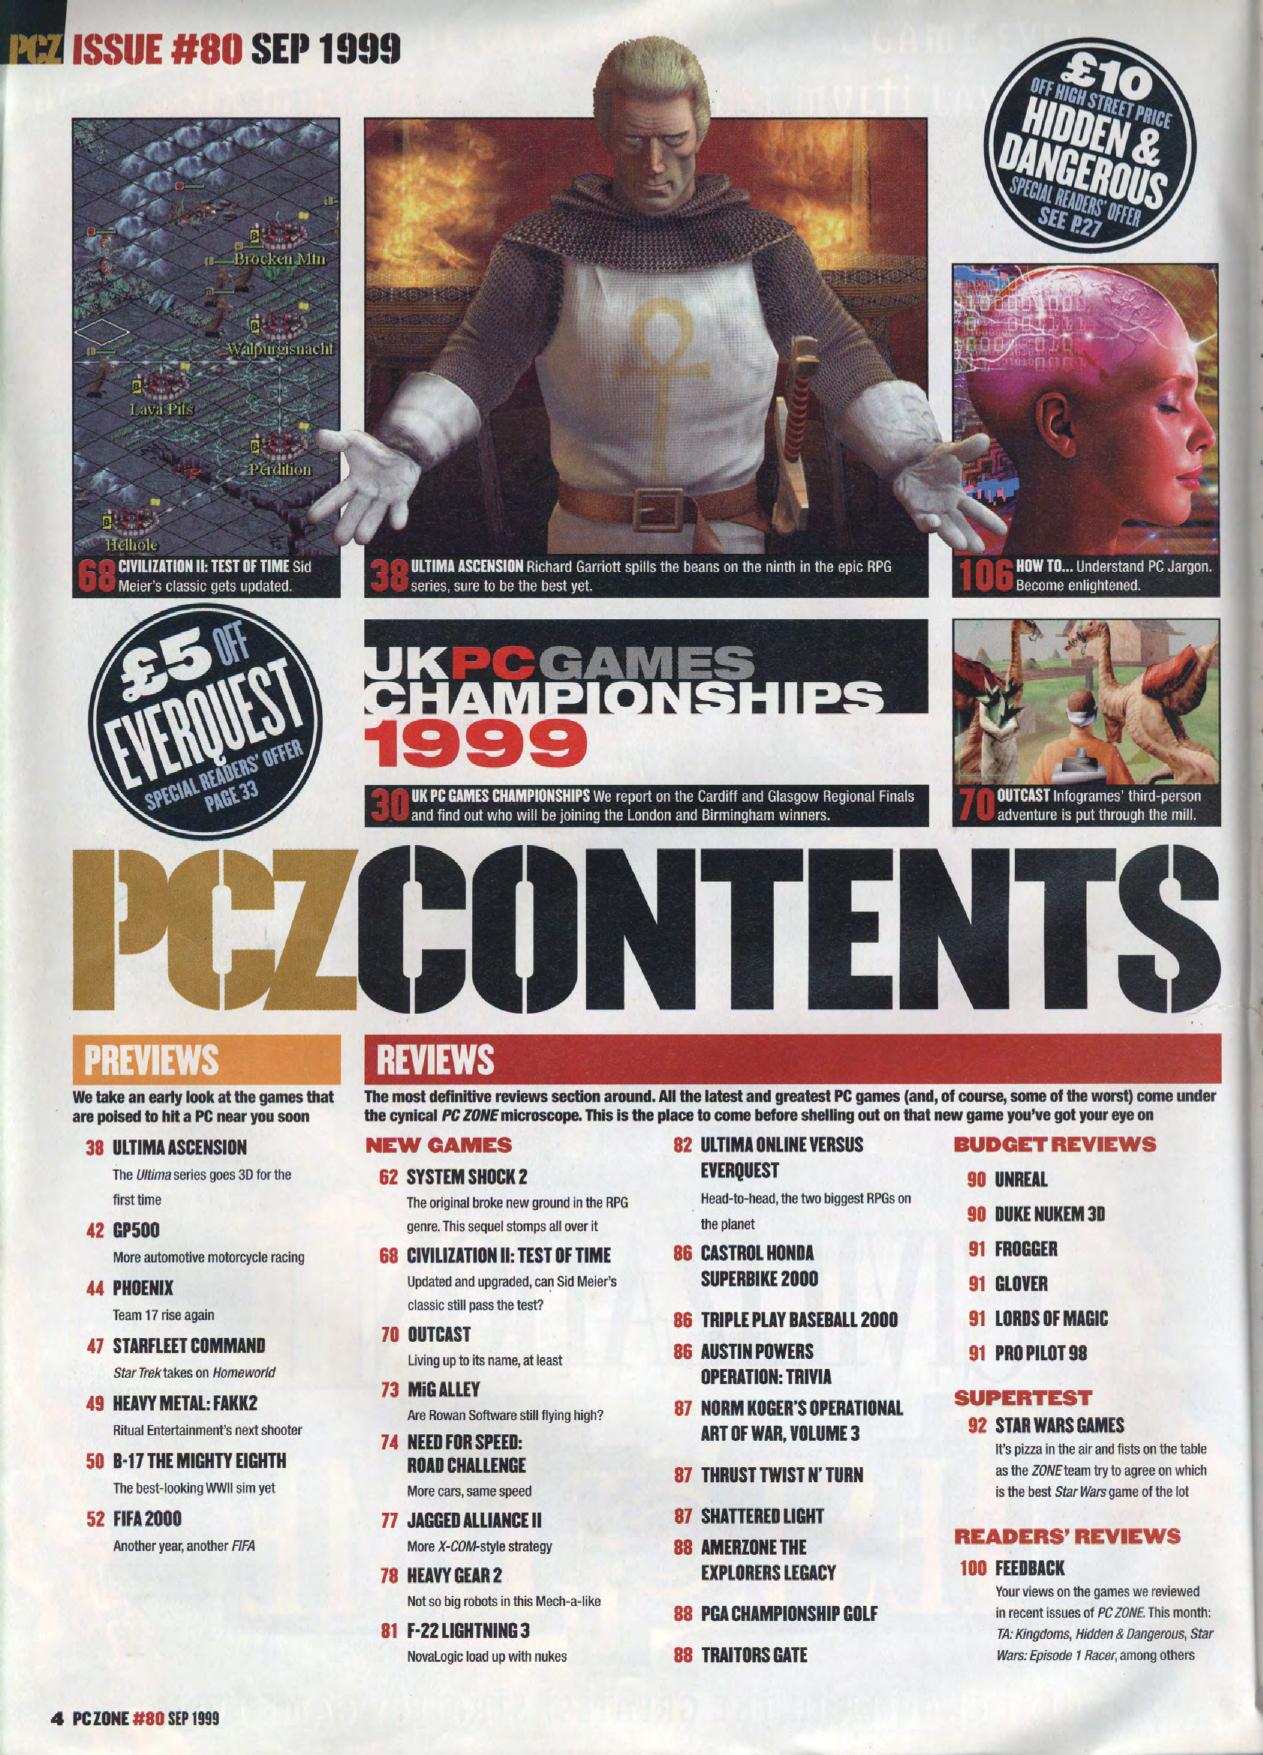 PCZ ISSUE #80 SEP 1999
£10
OFF HIGH STREET PRICE
HIDDEN &
DANGEROUS
SPECIAL READERS' OFFER
SEE P.27
Brocken Mtn
Walpurgisnacht
Lava Pits
Perdition
Helhole
68 CIVILIZATION II: TEST OF TIME Sid
Meier's classic gets updated.
38 ULTIMA ASCENSION Richard Garriott spills the beans on the ninth in the epic RPG
series, sure to be the best yet.
106 HOW TO... Understand PC Jargon.
Become enlightened.
£5 OFF
EVERQUEST
SPECIAL READERS' OFFER
PAGE 33
UK PC GAMES
CHAMPIONSHIPS
1999
30 UK PC GAMES CHAMPIONSHIPS We report on the Cardiff and Glasgow Regional Finals
and find out who will be joining the London and Birmingham winners.
70 OUTCAST Infogrames' third-person
adventure is put through the mill.
PCZCONTENTS
PREVIEWS
We take an early look at the games that
are poised to hit a PC near you soon
38 ULTIMA ASCENSION
The Ultima series goes 3D for the
first time
42 GP500
More automotive motorcycle racing
44 PHOENIX
Team 17 rise again
47 STARFLEET COMMAND
Star Trek takes on Homeworld
49 HEAVY METAL: FAKK2
Ritual Entertainment's next shooter
50 B-17 THE MIGHTY EIGHTH
The best-looking WWII sim yet
52 FIFA 2000
Another year, another FIFA
REVIEWS
The most definitive reviews section around. All the latest and greatest PC games (and, of course, some of the worst) come under
the cynical PC ZONE microscope. This is the place to come before shelling out on that new game you've got your eye on
NEW GAMES
62 SYSTEM SHOCK 2
The original broke new ground in the RPG
genre. This sequel stomps all over it
68 CIVILIZATION II: TEST OF TIME
Updated and upgraded, can Sid Meier's
classic still pass the test?
70 OUTCAST
Living up to its name, at least
73 MiG ALLEY
Are Rowan Software still flying high?
74 NEED FOR SPEED:
ROAD CHALLENGE
More cars, same speed
77 JAGGED ALLIANCE II
More X-COM-style strategy
78 HEAVY GEAR 2
Not so big robots in this Mech-a-like
81 F-22 LIGHTNING 3
NovaLogic load up with nukes
82 ULTIMA ONLINE VERSUS
EVERQUEST
Head-to-head, the two biggest RPGs on
the planet
86 CASTROL HONDA
SUPERBIKE 2000
86 TRIPLE PLAY BASEBALL 2000
86 AUSTIN POWERS
OPERATION: TRIVIA
87 NORM KOGER'S OPERATIONAL
ART OF WAR, VOLUME 3
87 THRUST TWIST N' TURN
87 SHATTERED LIGHT
88 AMERZONE THE
EXPLORERS LEGACY
88 PGA CHAMPIONSHIP GOLF
88 TRAITORS GATE
BUDGET REVIEWS
90 UNREAL
90 DUKE NUKEM 3D
91 FROGGER
91 GLOVER
91 LORDS OF MAGIC
91 PRO PILOT 98
SUPERTEST
92 STAR WARS GAMES
It's pizza in the air and fists on the table
as the ZONE team try to agree on which
is the best Star Wars game of the lot
READERS' REVIEWS
100 FEEDBACK
Your views on the games we reviewed
in recent issues of PC ZONE. This month:
TA: Kingdoms, Hidden & Dangerous, Star
Wars: Episode 1 Racer, among others
4 PC ZONE #80 SEP 1999